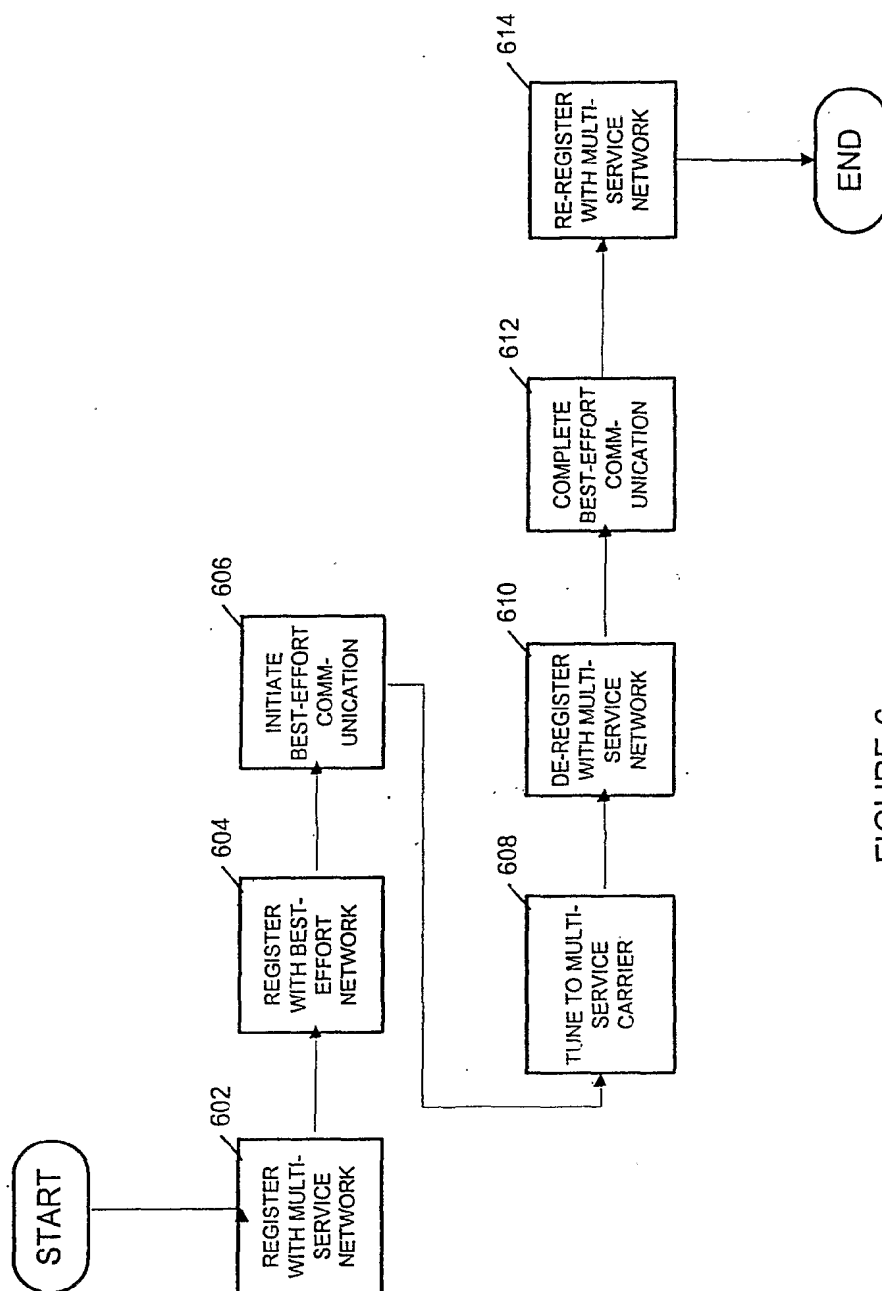 START
602
REGISTER
WITH MULTI-
SERVICE
NETWORK
604
REGISTER
WITH BEST-
EFFORT
NETWORK
606
INITIATE
BEST-EFFORT
COMM-
UNICATION
608
TUNE TO MULTI-
SERVICE
CARRIER
610
DE-REGISTER
WITH MULTI-
SERVICE
NETWORK
612
COMPLETE
BEST-EFFORT
COMM-
UNICATION
614
RE-REGISTER
WITH MULTI-
SERVICE
NETWORK
END